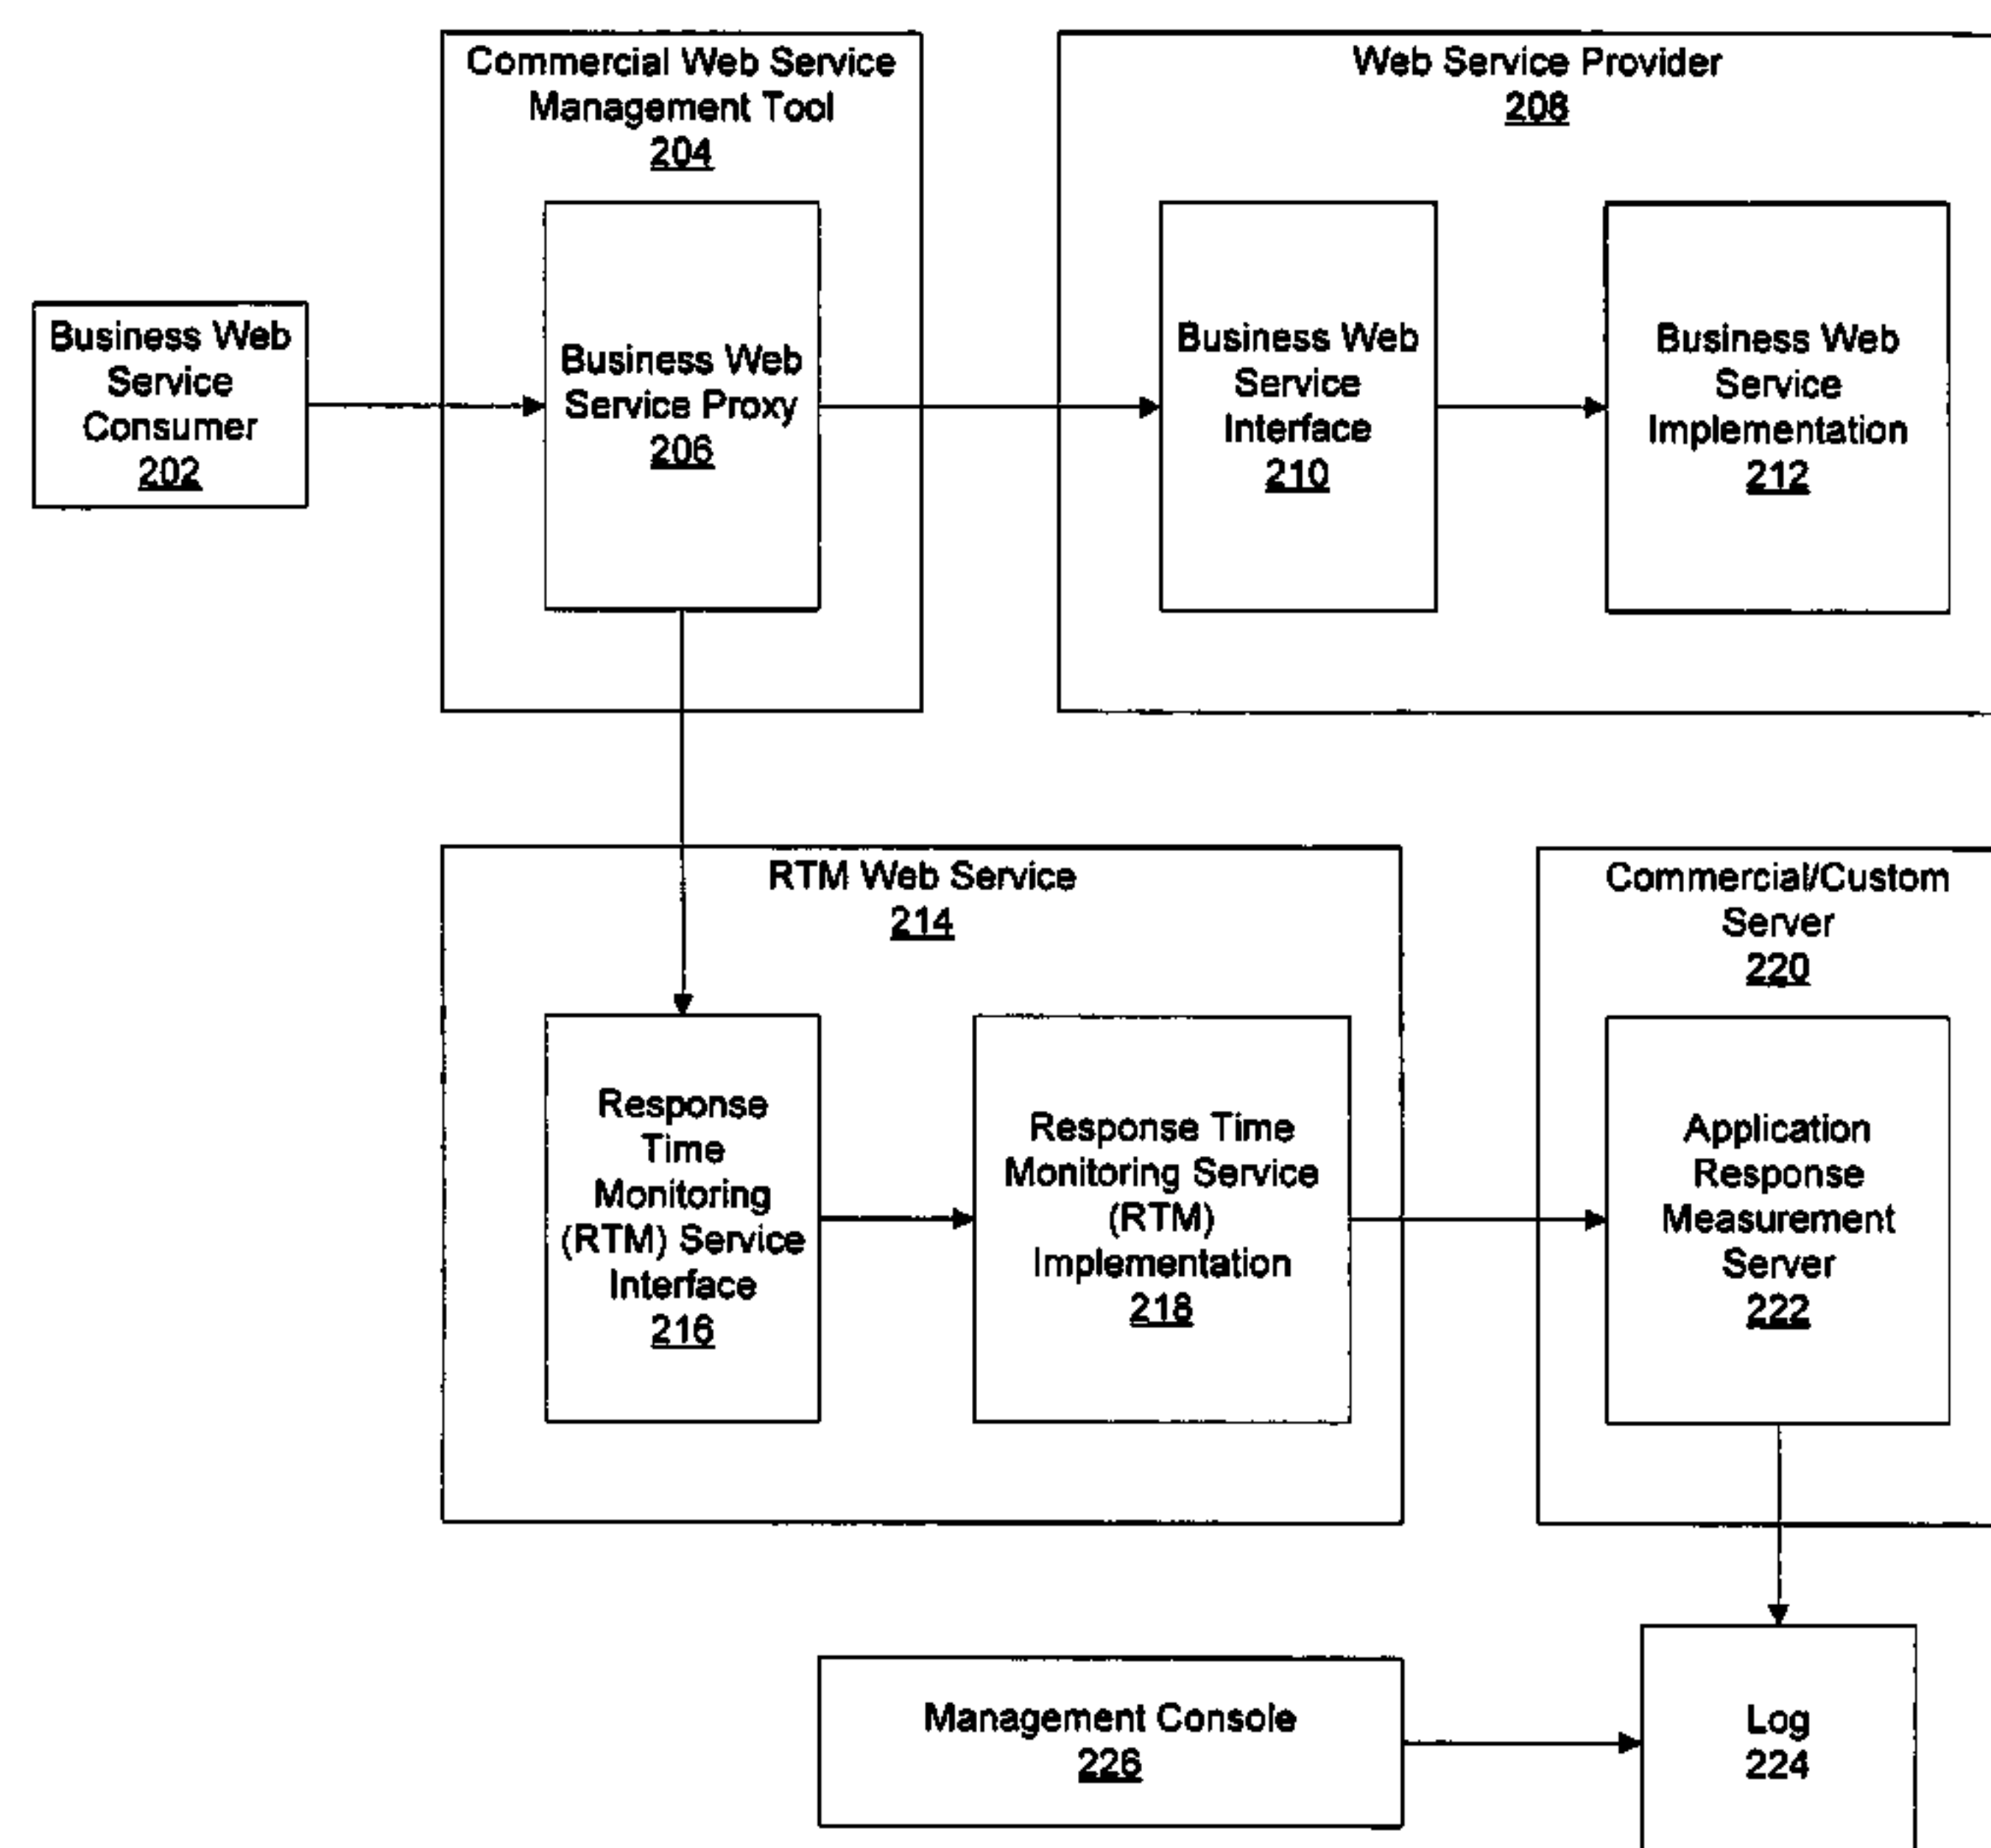 Commercial Web Service
Management Tool
204
Web Service Provider
208
Business Web
Service
Consumer
202
Business Web
Service Proxy
206
Business Web
Service
Interface
210
Business Web
Service
Implementation
212
RTM Web Service
214
Commercial/Custom
Server
220
Response
Time
Monitoring
(RTM) Service
Interface
216
Response Time
Monitoring Service
(RTM)
Implementation
218
Application
Response
Measurement
Server
222
Management Console
226
Log
224